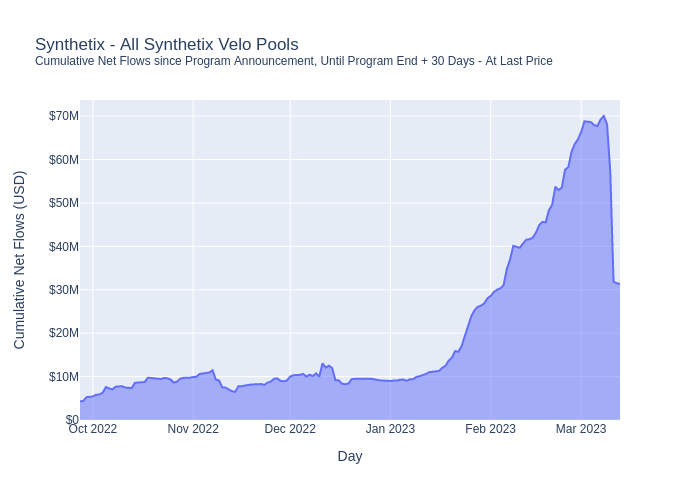 Synthetix - All Synthetix Velo Pools
Cumulative Net Flows since Program Announcement, Until Program End + 30 Days - At Last Price
Cumulative Net Flows (USD)
$70M
$60M
$50M
$40M
$30M
$20M
$10M
$0
Oct 2022 Nov 2022 Dec 2022 Jan 2023 Feb 2023 Mar 2023
Day